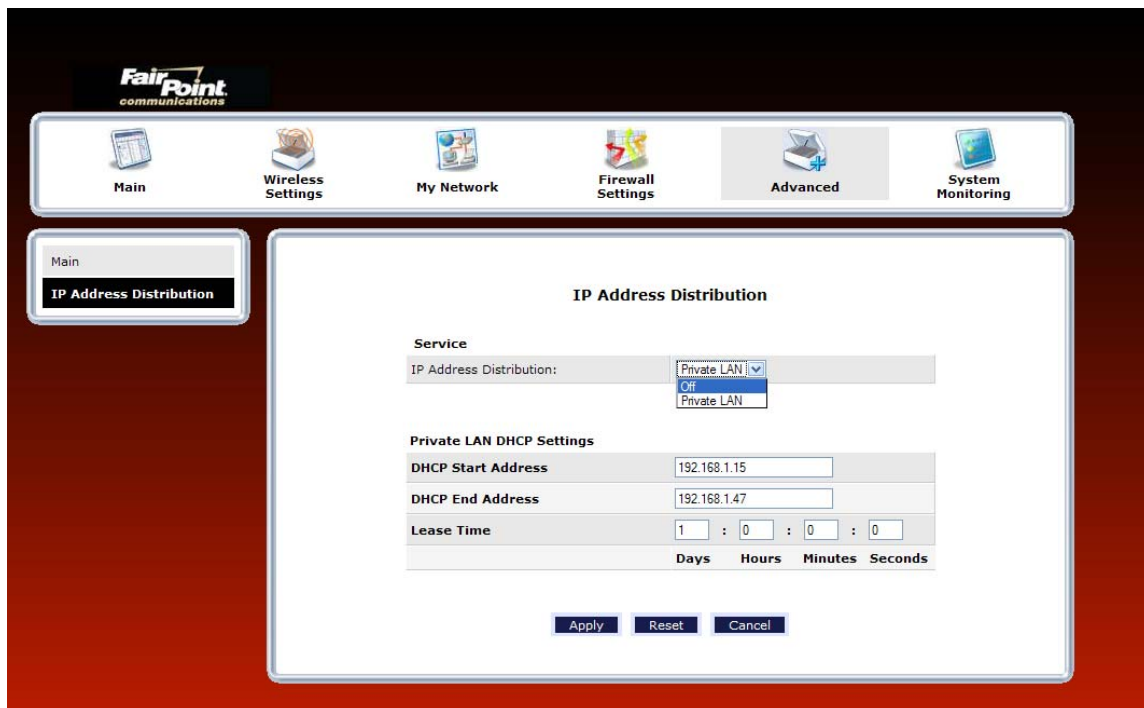 FairPoint.
communications
Main
Wireless
Settings
My Network
Firewall
Settings
Advanced
System
Monitoring
Main
IP Address Distribution
IP Address Distribution
Service
IP Address Distribution: Private LAN
Off
Private LAN
Private LAN DHCP Settings
DHCP Start Address 192.168.1.15
DHCP End Address 192.168.1.47
Lease Time 1 : 0 : 0 : 0
Days Hours Minutes Seconds
Apply Reset Cancel